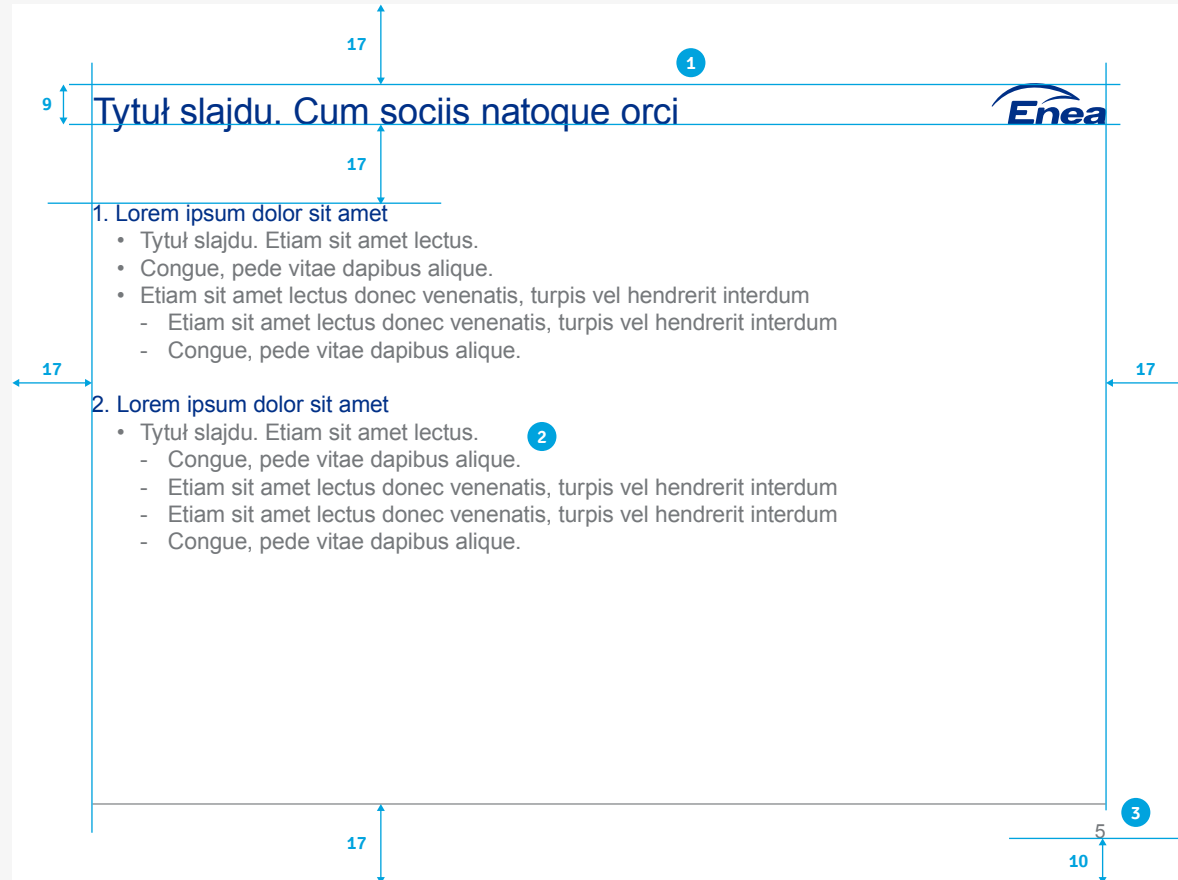 17
1
9
Tytuł slajdu. Cum sociis natoque orci
Enea
17
1. Lorem ipsum dolor sit amet
• Tytuł slajdu. Etiam sit amet lectus.
• Congue, pede vitae dapibus alique.
• Etiam sit amet lectus donec venenatis, turpis vel hendrerit interdum
- Etiam sit amet lectus donec venenatis, turpis vel hendrerit interdum
- Congue, pede vitae dapibus alique.
17
17
2. Lorem ipsum dolor sit amet
• Tytuł slajdu. Etiam sit amet lectus.
2
- Congue, pede vitae dapibus alique.
- Etiam sit amet lectus donec venenatis, turpis vel hendrerit interdum
- Etiam sit amet lectus donec venenatis, turpis vel hendrerit interdum
- Congue, pede vitae dapibus alique.
3
5
17
10